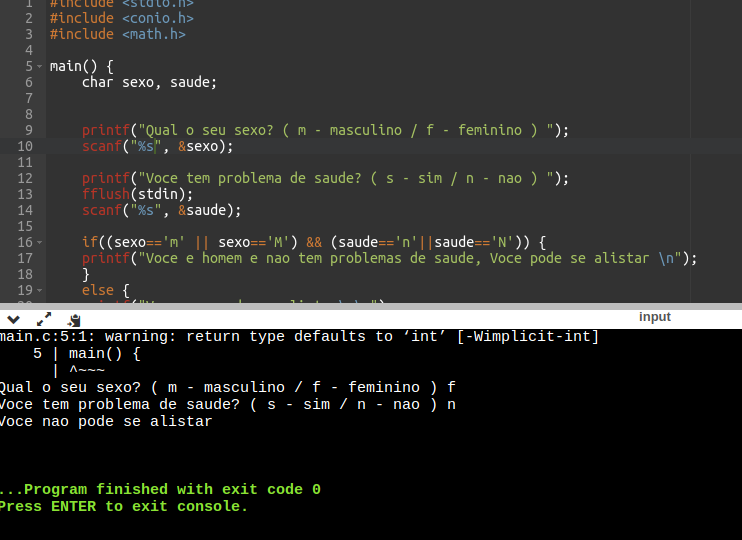 1 #include <stdio.h>
2 #include <conio.h>
3 #include <math.h>
4
5 main() {
6     char sexo, saude;
7
8
9     printf("Qual o seu sexo? ( m - masculino / f - feminino ) ");
10     scanf("%s", &sexo);
11
12     printf("Voce tem problema de saude? ( s - sim / n - nao ) ");
13     fflush(stdin);
14     scanf("%s", &saude);
15
16     if((sexo=='m' || sexo=='M') && (saude=='n'||saude=='N')) {
17     printf("Voce e homem e nao tem problemas de saude, Voce pode se alistar \n");
18     }
19     else {
input
main.c:5:1: warning: return type defaults to ‘int’ [-Wimplicit-int]
    5 | main() {
      | ^~~~
Qual o seu sexo? ( m - masculino / f - feminino ) f
Voce tem problema de saude? ( s - sim / n - nao ) n
Voce nao pode se alistar
...Program finished with exit code 0
Press ENTER to exit console.